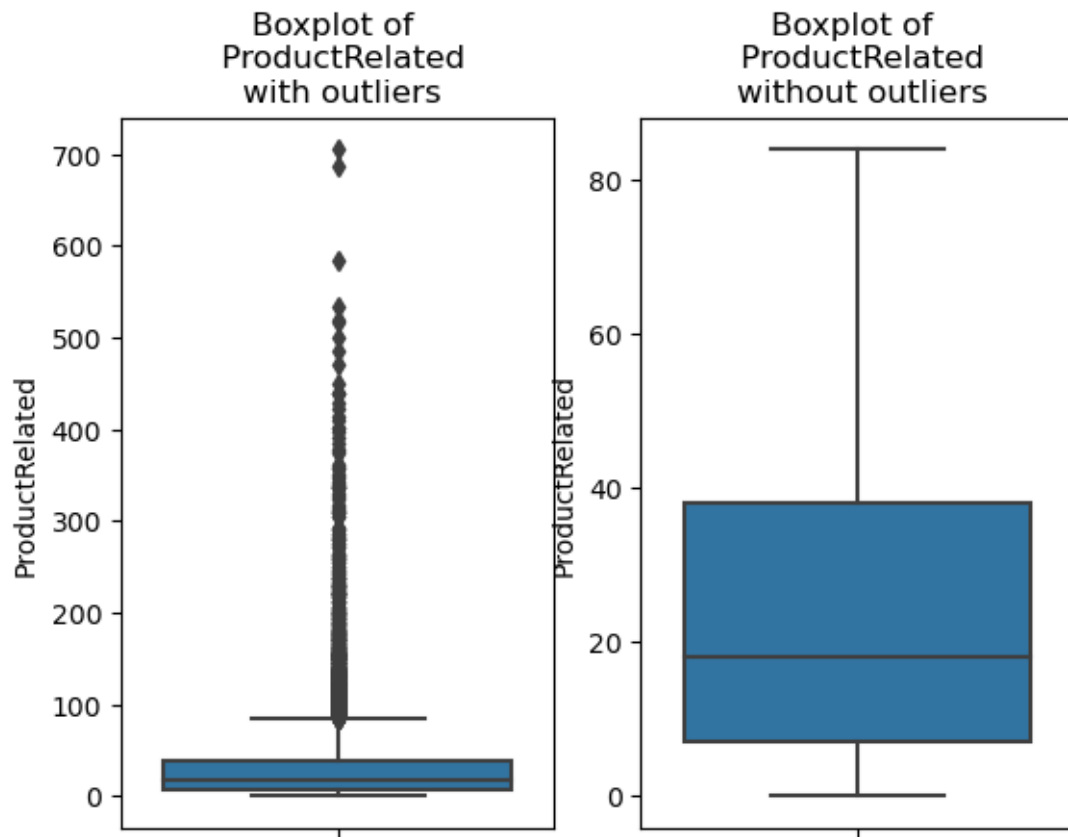 Boxplot of
ProductRelated
with outliers
700
600
500
400
300
200
100
0
ProductRelated
Boxplot of
ProductRelated
without outliers
80
60
40
20
0
ProductRelated